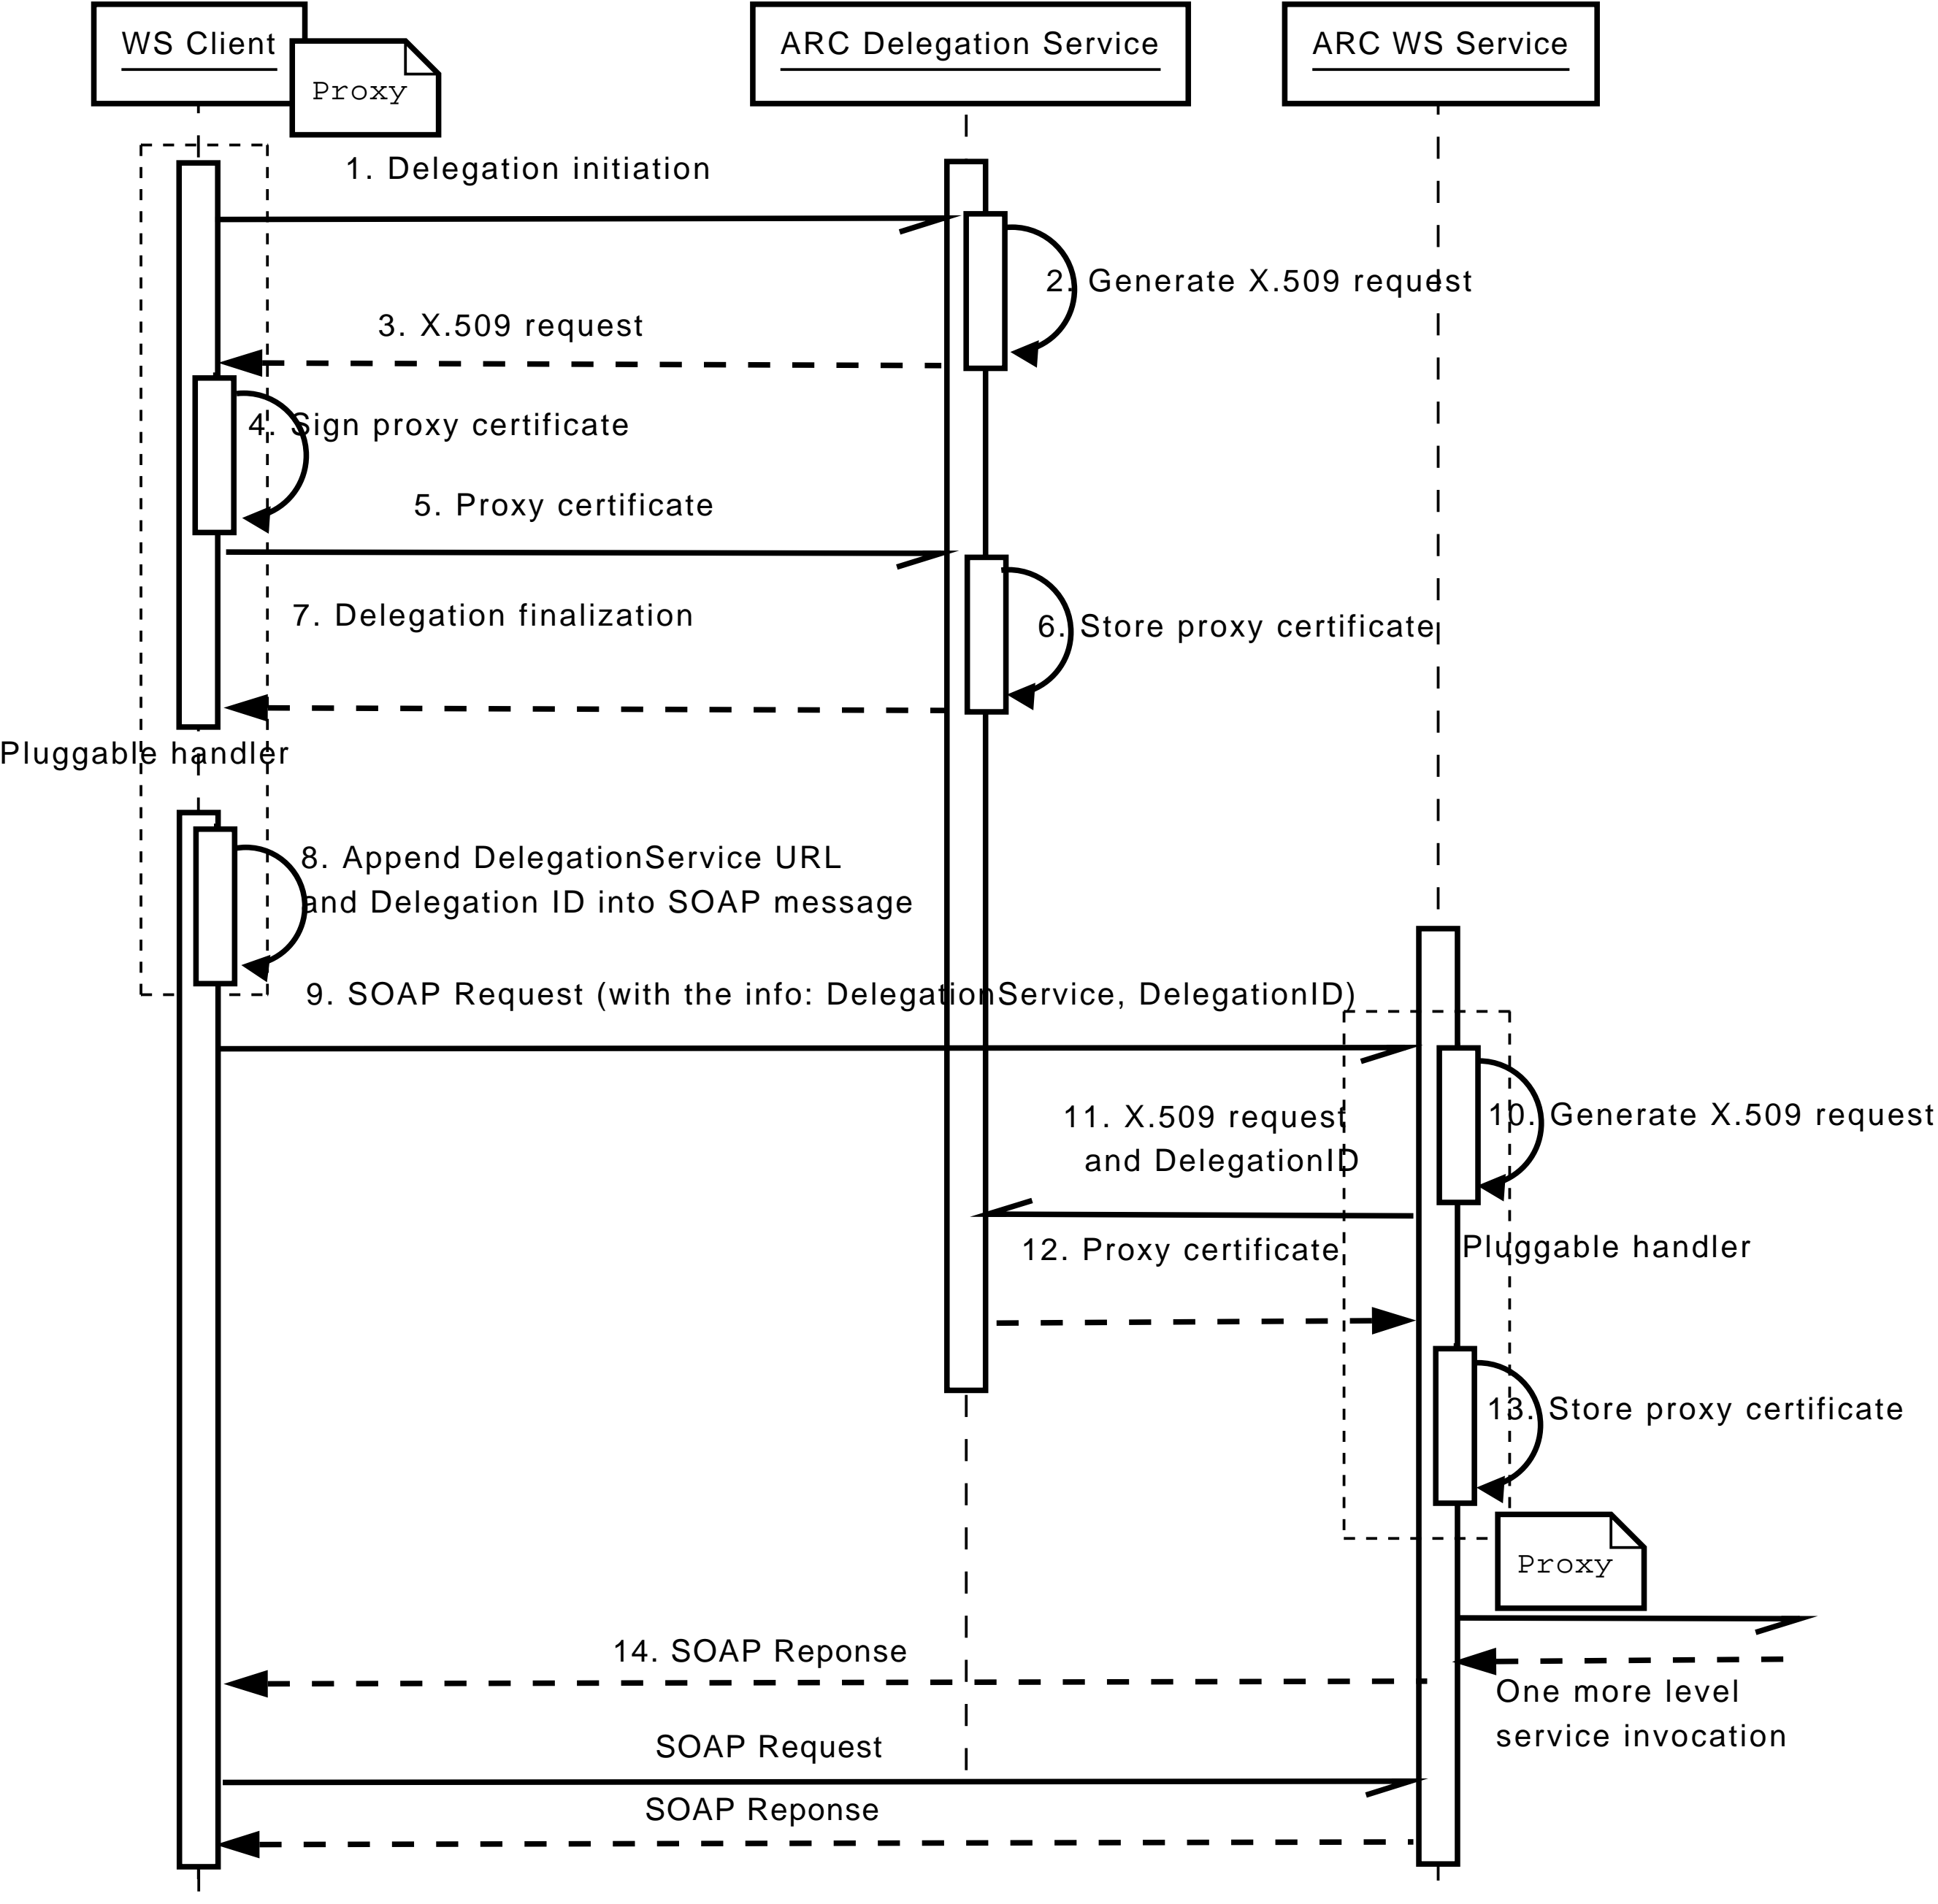 WS Client
Proxy
ARC Delegation Service
ARC WS Service
1. Delegation initiation
2. Generate X.509 request
3. X.509 request
4. Sign proxy certificate
5. Proxy certificate
7. Delegation finalization
6. Store proxy certificate
Pluggable handler
8. Append DelegationService URL
and Delegation ID into SOAP message
9. SOAP Request (with the info: DelegationService, DelegationID)
10. Generate X.509 request
11. X.509 request
and DelegationID
12. Proxy certificate
Pluggable handler
13. Store proxy certificate
Proxy
14. SOAP Reponse
One more level
service invocation
SOAP Request
SOAP Reponse